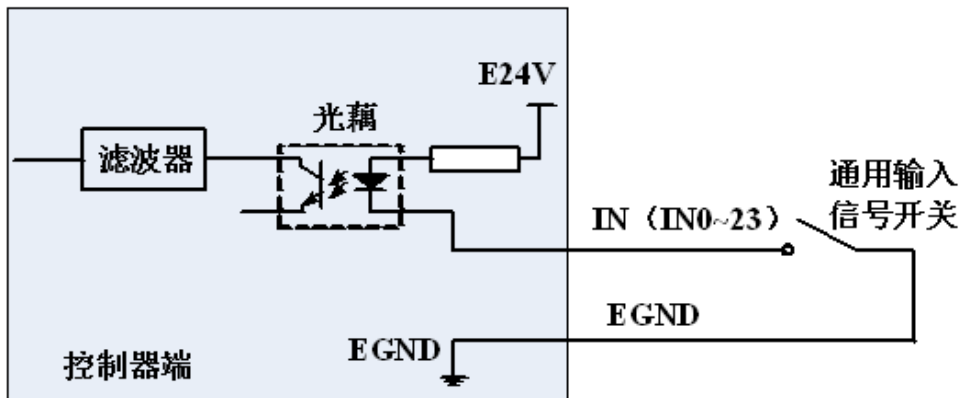 E24V
光藕
滤波器
通用输入
信号开关
IN（IN0~23）
EGND
EGND
控制器端